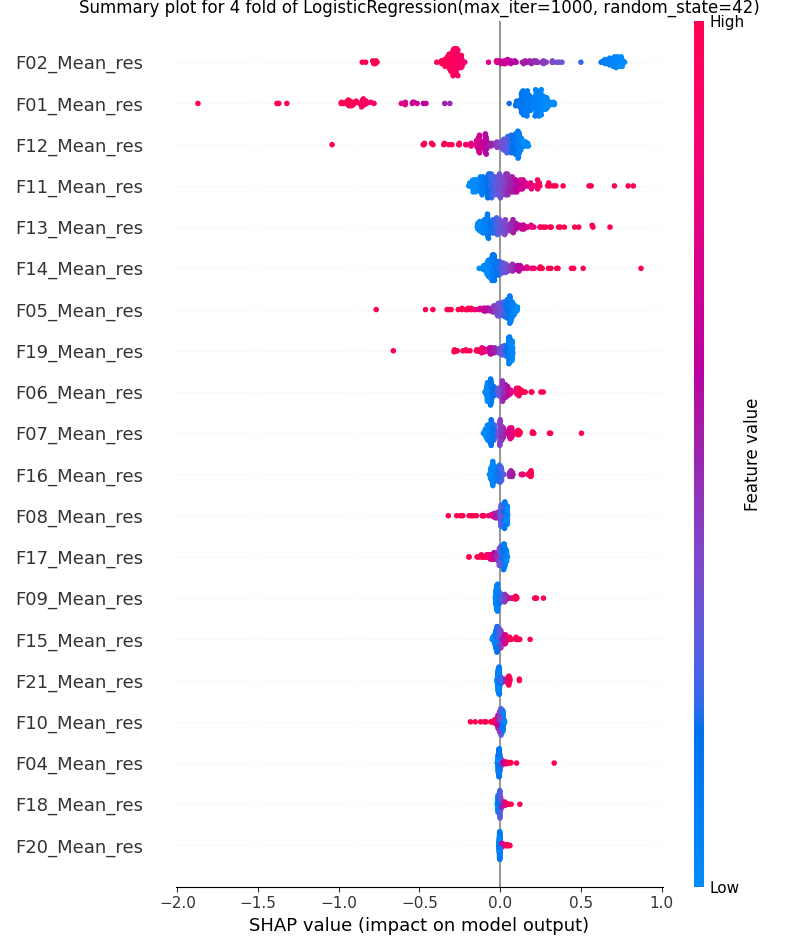 Summary plot for 4 fold of LogisticRegression(max_iter=1000, random_state=42)
High
F02_Mean_res
F01_Mean_res
F12_Mean_res
F11_Mean_res
F13_Mean_res
F14_Mean_res
F05_Mean_res
F19_Mean_res
F06_Mean_res
F07_Mean_res
F16_Mean_res
F08_Mean_res
F17_Mean_res
F09_Mean_res
F15_Mean_res
F21_Mean_res
F10_Mean_res
F04_Mean_res
F18_Mean_res
F20_Mean_res
Feature value
Low
−2.0 −1.5 −1.0 −0.5 0.0 0.5 1.0
SHAP value (impact on model output)